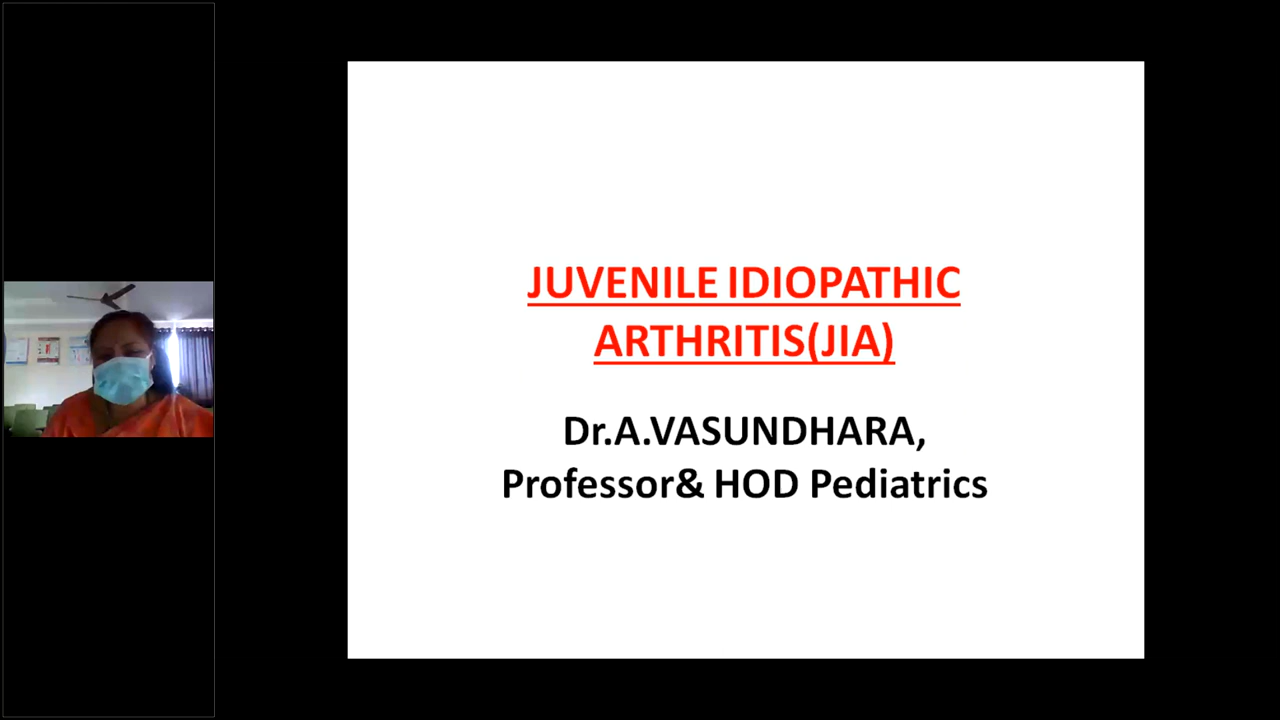 JUVENILE IDIOPATHIC
ARTHRITIS(JIA)
Dr.A.VASUNDHARA,
Professor& HOD Pediatrics